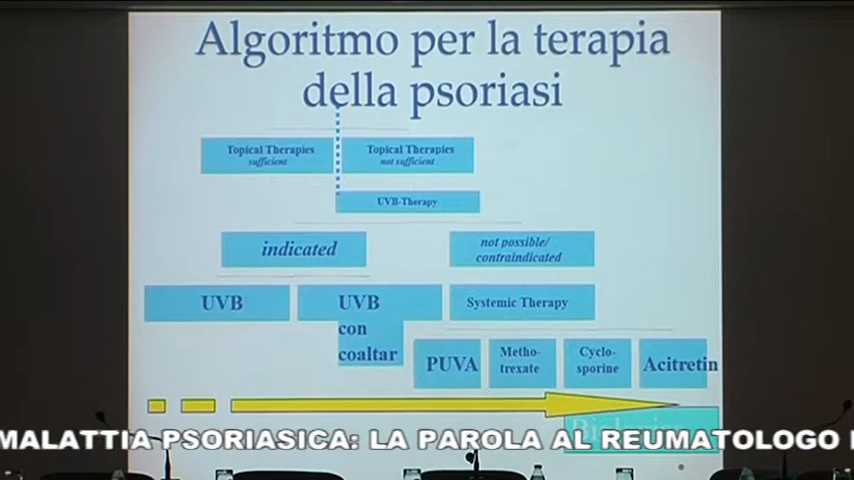 Algoritmo per la terapia
della psoriasi
Topical Therapies
sufficient
Topical Therapies
not sufficient
UVB-Therapy
indicated
not possible/
contraindicated
UVB
UVB
con
coaltar
Systemic Therapy
PUVA
Metho-
trexate
Cyclo-
sporine
Acitretin
MALATTIA PSORIASICA: LA PAROLA AL REUMATOLOGO